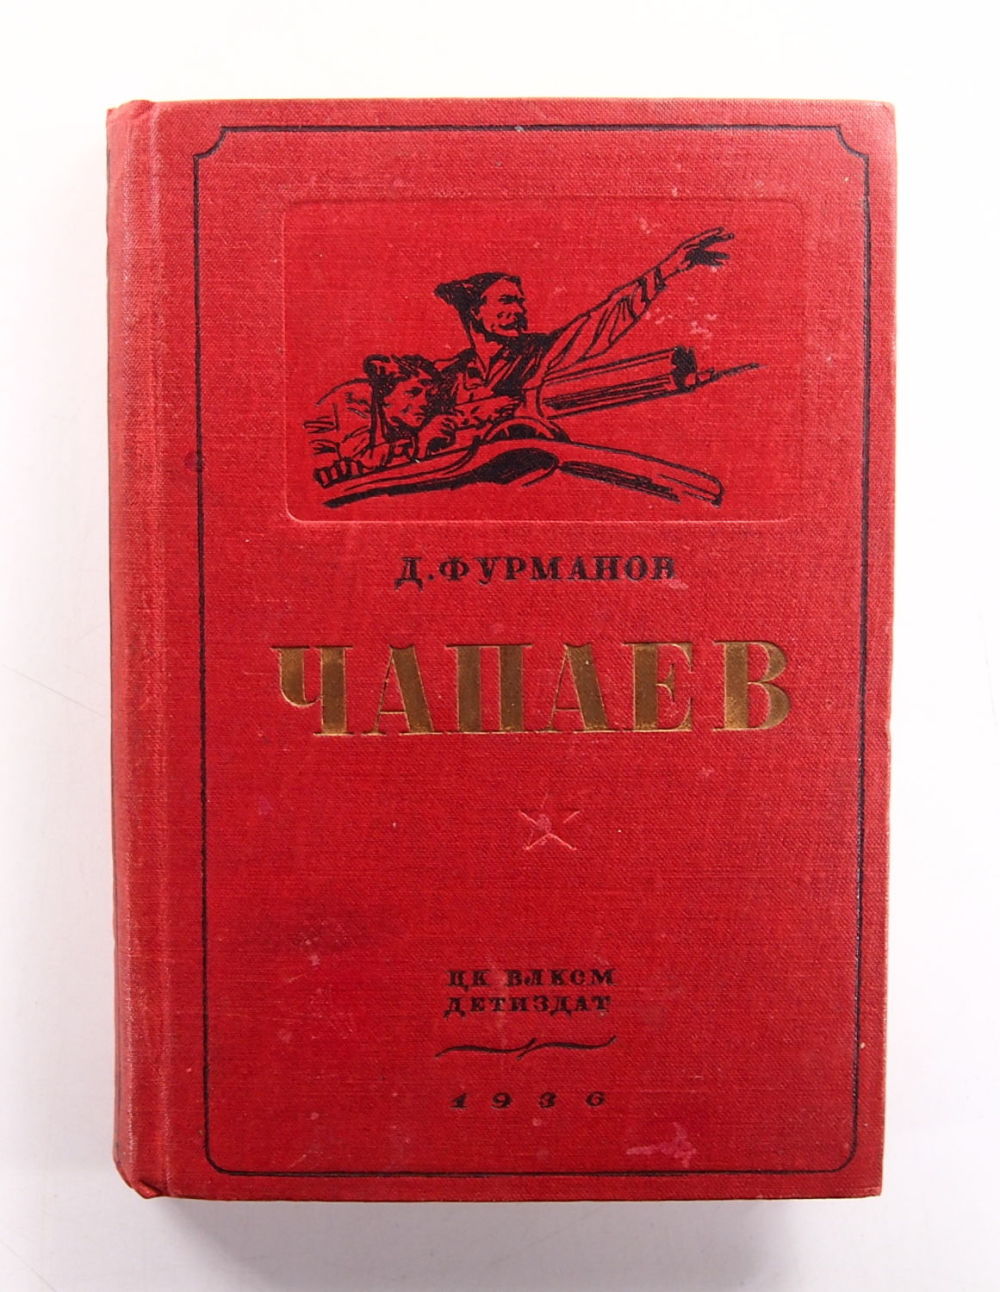 Д. ФУРМАНОВ
ЧАПАЕВ
ЦК ВЛКСМ
ДЕТИЗДАТ
1936